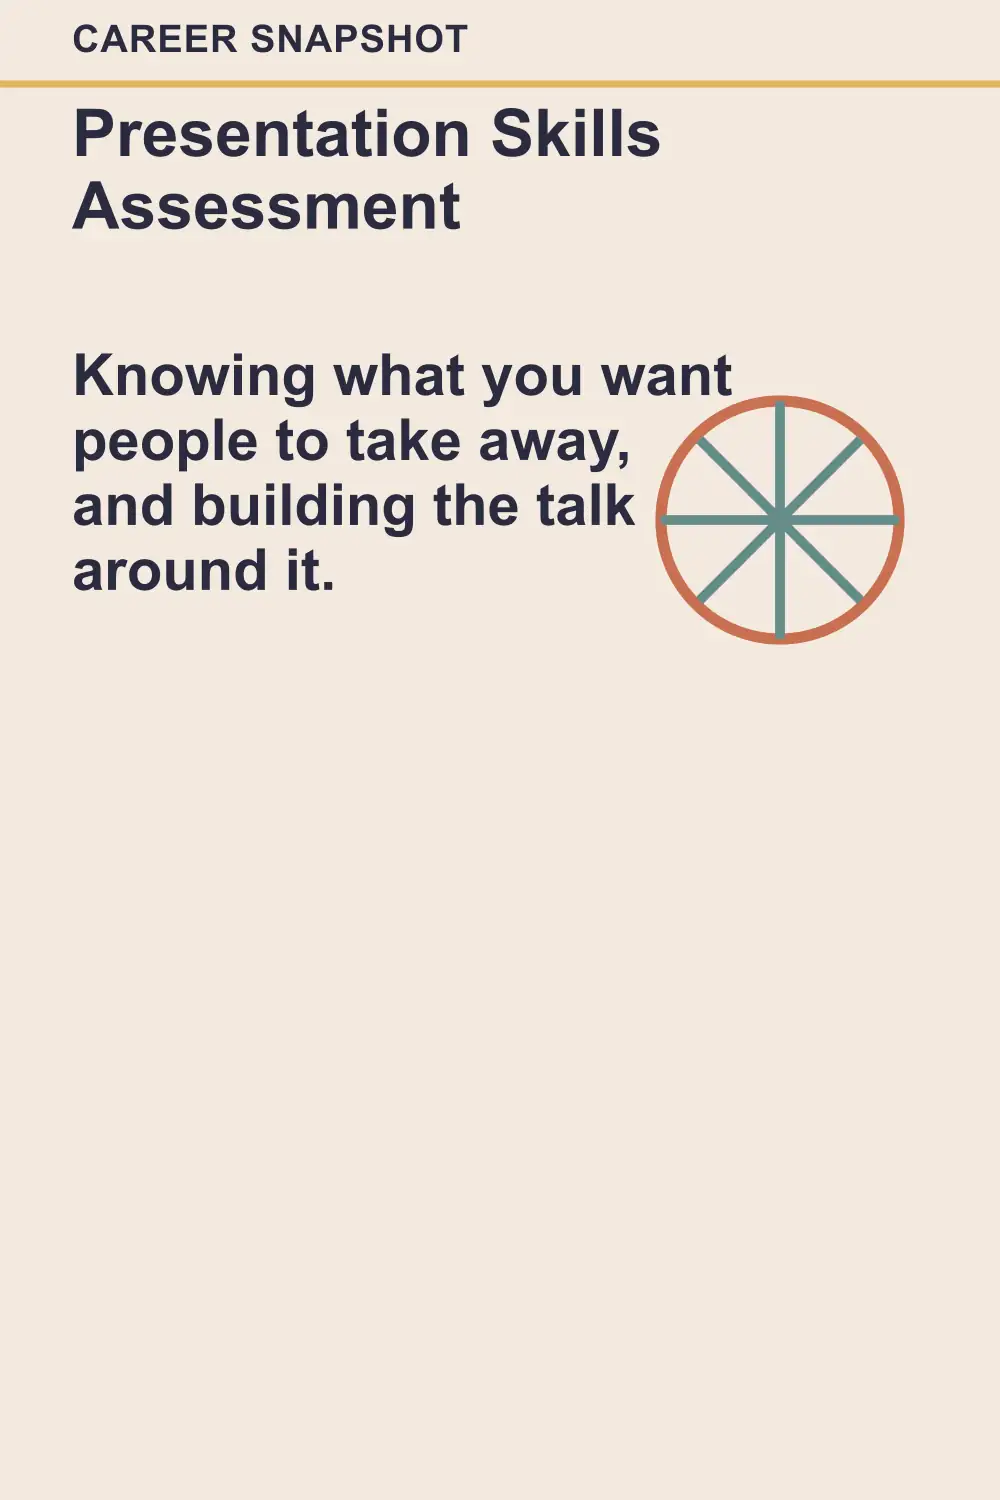 CAREER SNAPSHOT
Presentation Skills
Assessment
Knowing what you want
people to take away,
and building the talk
around it.